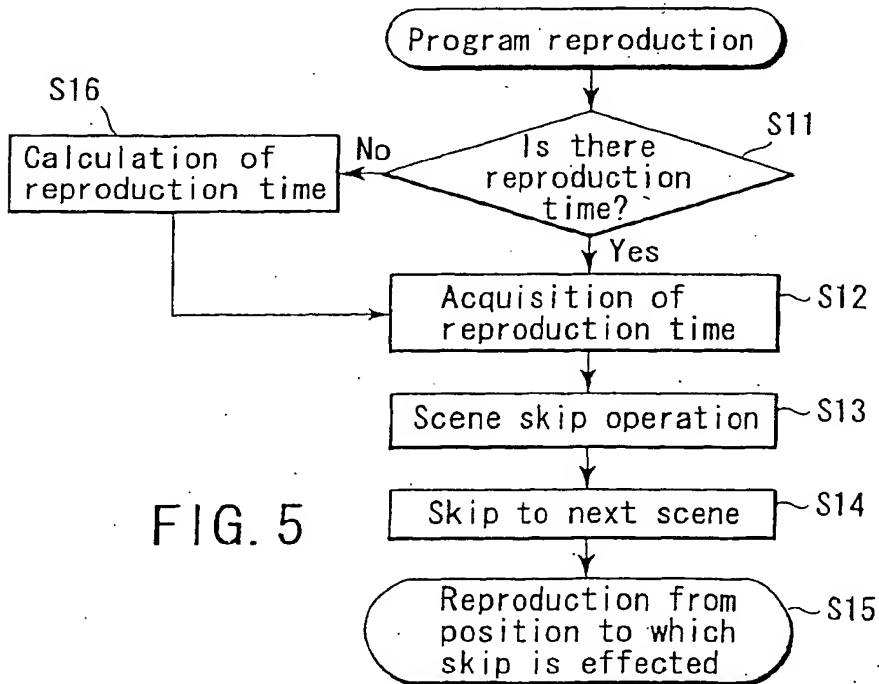 Program reproduction
S16
S11
Calculation of
reproduction time
No
Is there
reproduction
time?
Yes
Acquisition of
reproduction time
S12
Scene skip operation
S13
Skip to next scene
S14
FIG. 5
Reproduction from
position to which
skip is effected
S15